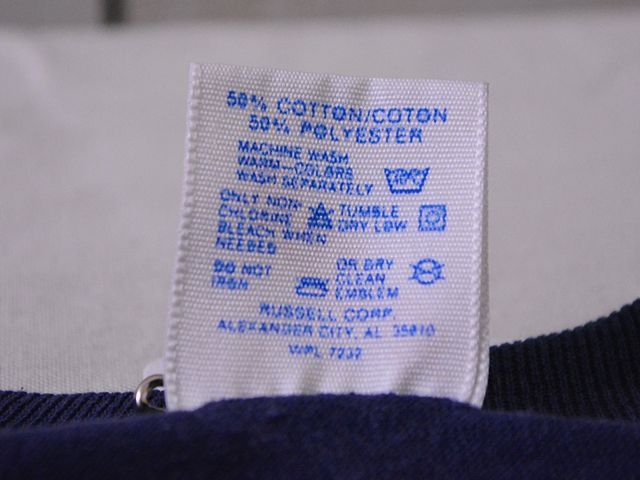 50% COTTON/COTON
50% POLYESTER
MACHINE WASH
WARM-COLORS
WASH SEPARATELY
ONLY NON-
CHLORINE
BLEACH WHEN
NEEDED
TUMBLE
DRY LOW
DO NOT
IRON
OR DRY
CLEAN
EMBLEM
RUSSELL CORP.
ALEXANDER CITY, AL 35010
WPL 7232